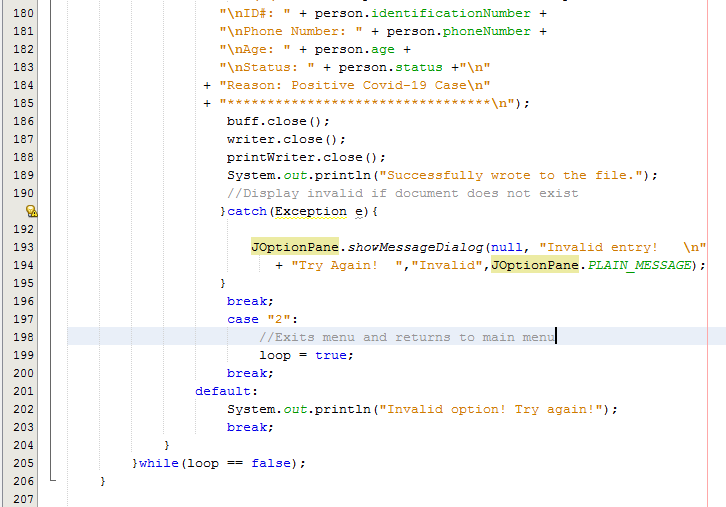 180 "\nID#: " + person.identificationNumber +
181 "\nPhone Number: " + person.phoneNumber +
182 "\nAge: " + person.age +
183 "\nStatus: " + person.status +"\n"
184 + "Reason: Positive Covid-19 Case\n"
185 + "*********************************\n");
186 buff.close();
187 writer.close();
188 printWriter.close();
189 System.out.println("Successfully wrote to the file.");
190 //Display invalid if document does not exist
}catch(Exception e){
192
193 JOptionPane.showMessageDialog(null, "Invalid entry!   \n"
194 + "Try Again!  ","Invalid",JOptionPane.PLAIN_MESSAGE);
195 }
196 break;
197 case "2":
198 //Exits menu and returns to main menu
199 loop = true;
200 break;
201 default:
202 System.out.println("Invalid option! Try again!");
203 break;
204 }
205 }while(loop == false);
206 }
207